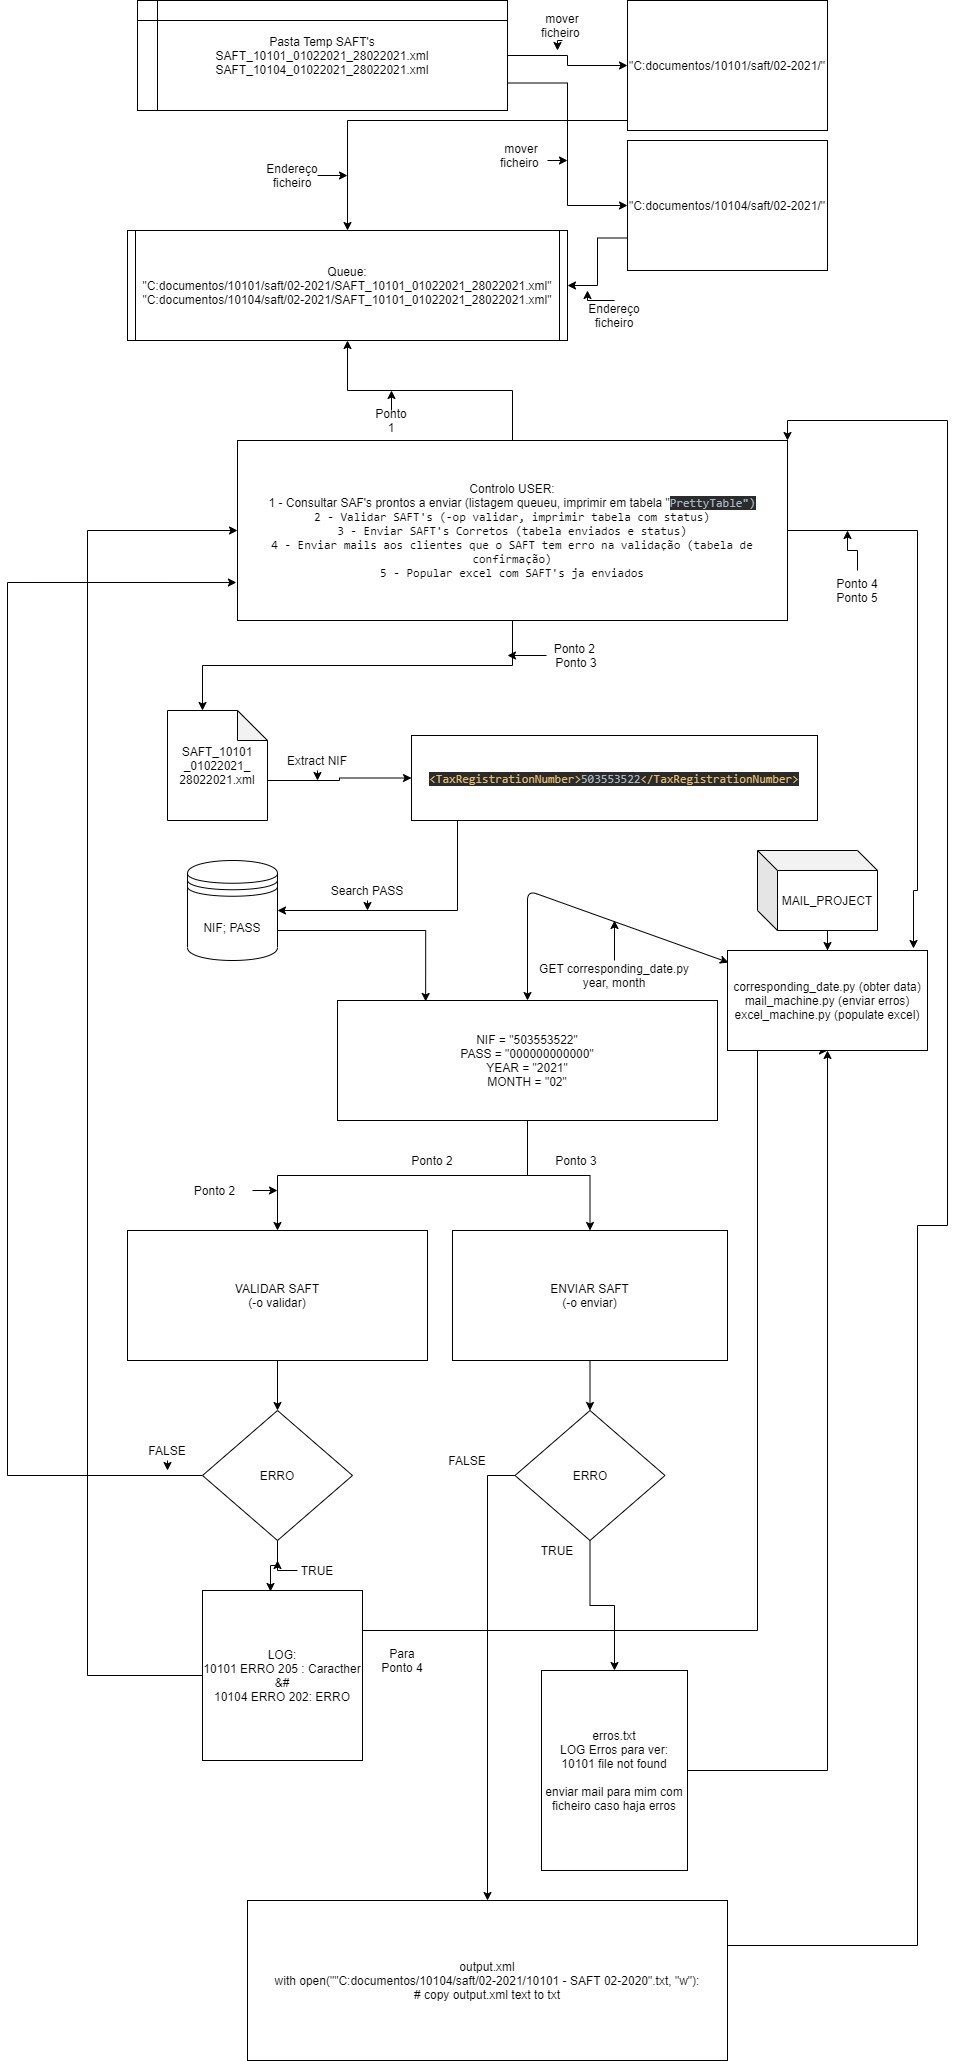 mover
ficheiro
Pasta Temp SAFT's
SAFT_10101_01022021_28022021.xml
SAFT_10104_01022021_28022021.xml
"C:documentos/10101/saft/02-2021/"
mover
ficheiro
Endereço
ficheiro
"C:documentos/10104/saft/02-2021/"
Queue:
"C:documentos/10101/saft/02-2021/SAFT_10101_01022021_28022021.xml"
"C:documentos/10104/saft/02-2021/SAFT_10101_01022021_28022021.xml"
Endereço
ficheiro
Ponto
1
Controlo USER:
1 - Consultar SAF's prontos a enviar (listagem queueu, imprimir em tabela "PrettyTable")
2 - Validar SAFT's (-op validar, imprimir tabela com status)
3 - Enviar SAFT's Corretos (tabela enviados e status)
4 - Enviar mails aos clientes que o SAFT tem erro na validação (tabela de
confirmação)
5 - Popular excel com SAFT's ja enviados
Ponto 4
Ponto 5
Ponto 2
Ponto 3
SAFT_10101
_01022021_
28022021.xml
Extract NIF
<TaxRegistrationNumber>503553522</TaxRegistrationNumber>
Search PASS
NIF; PASS
MAIL_PROJECT
GET corresponding_date.py
year, month
corresponding_date.py (obter data)
mail_machine.py (enviar erros)
excel_machine.py (populate excel)
NIF = "503553522"
PASS = "000000000000"
YEAR = "2021"
MONTH = "02"
Ponto 2
Ponto 3
Ponto 2
VALIDAR SAFT
(-o validar)
ENVIAR SAFT
(-o enviar)
FALSE
ERRO
FALSE
ERRO
TRUE
TRUE
LOG:
10101 ERRO 205 : Caracther
&#
10104 ERRO 202: ERRO
Para
Ponto 4
erros.txt
LOG Erros para ver:
10101 file not found
enviar mail para mim com
ficheiro caso haja erros
output.xml
with open(""C:documentos/10104/saft/02-2021/10101 - SAFT 02-2020".txt, "w"):
# copy output.xml text to txt